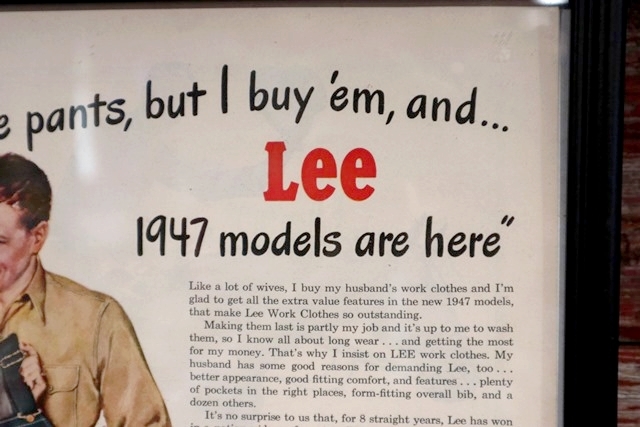 pants, but I buy 'em, and...
Lee
1947 models are here"
Like a lot of wives, I buy my husband's work clothes and I'm
glad to get all the extra value features in the new 1947 models,
that make Lee Work Clothes so outstanding.
Making them last is partly my job and it's up to me to wash
them, so I know all about long wear . . . and getting the most
for my money. That's why I insist on LEE work clothes. My
husband has some good reasons for demanding Lee, too . . .
better appearance, good fitting comfort, and features . . . plenty
of pockets in the right places, form-fitting overall bib, and a
dozen others.
It's no surprise to us that, for 8 straight years, Lee has won